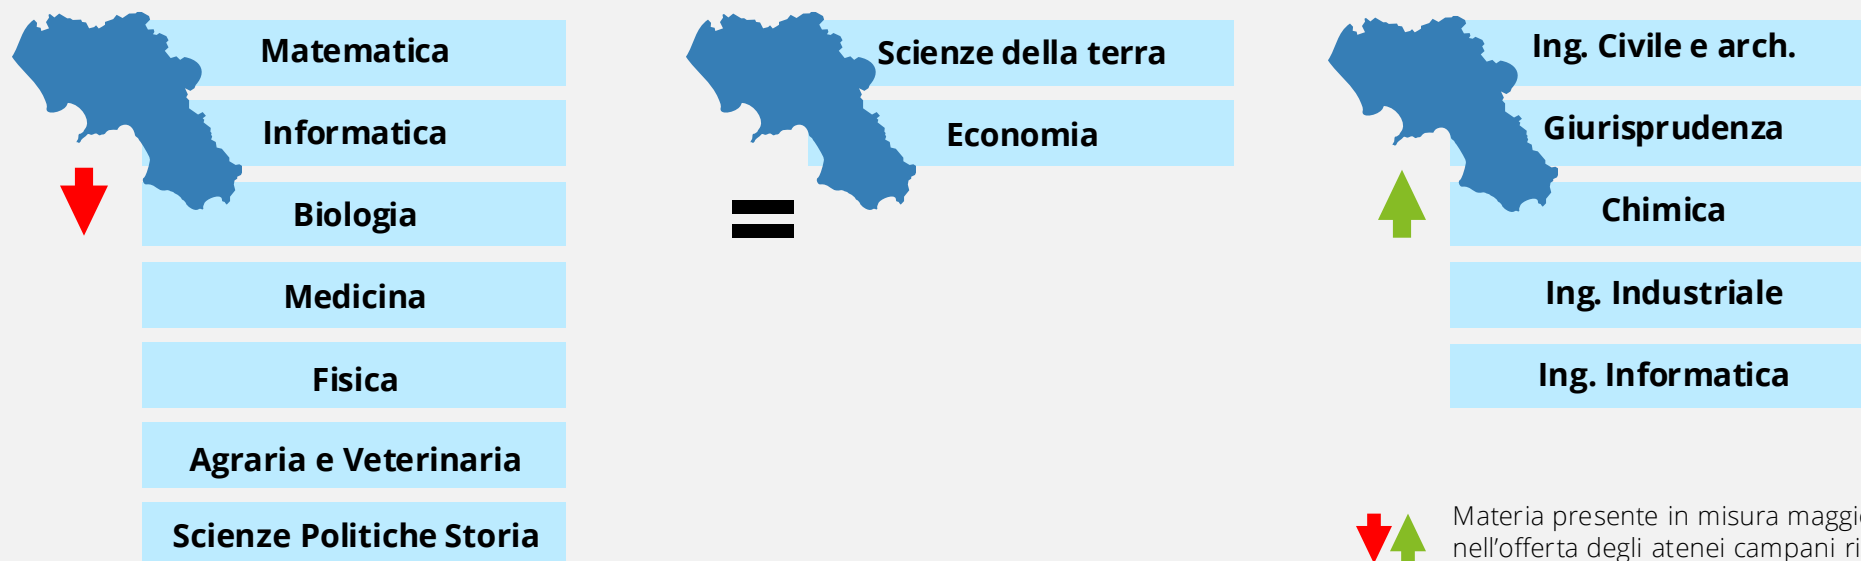 Matematica
Informatica
Biologia
Medicina
Fisica
Agraria e Veterinaria
Scienze Politiche Storia
Scienze della terra
Economia
Ing. Civile e arch.
Giurisprudenza
Chimica
Ing. Industriale
Ing. Informatica
Materia presente in misura
nell'offerta degli atenei campani